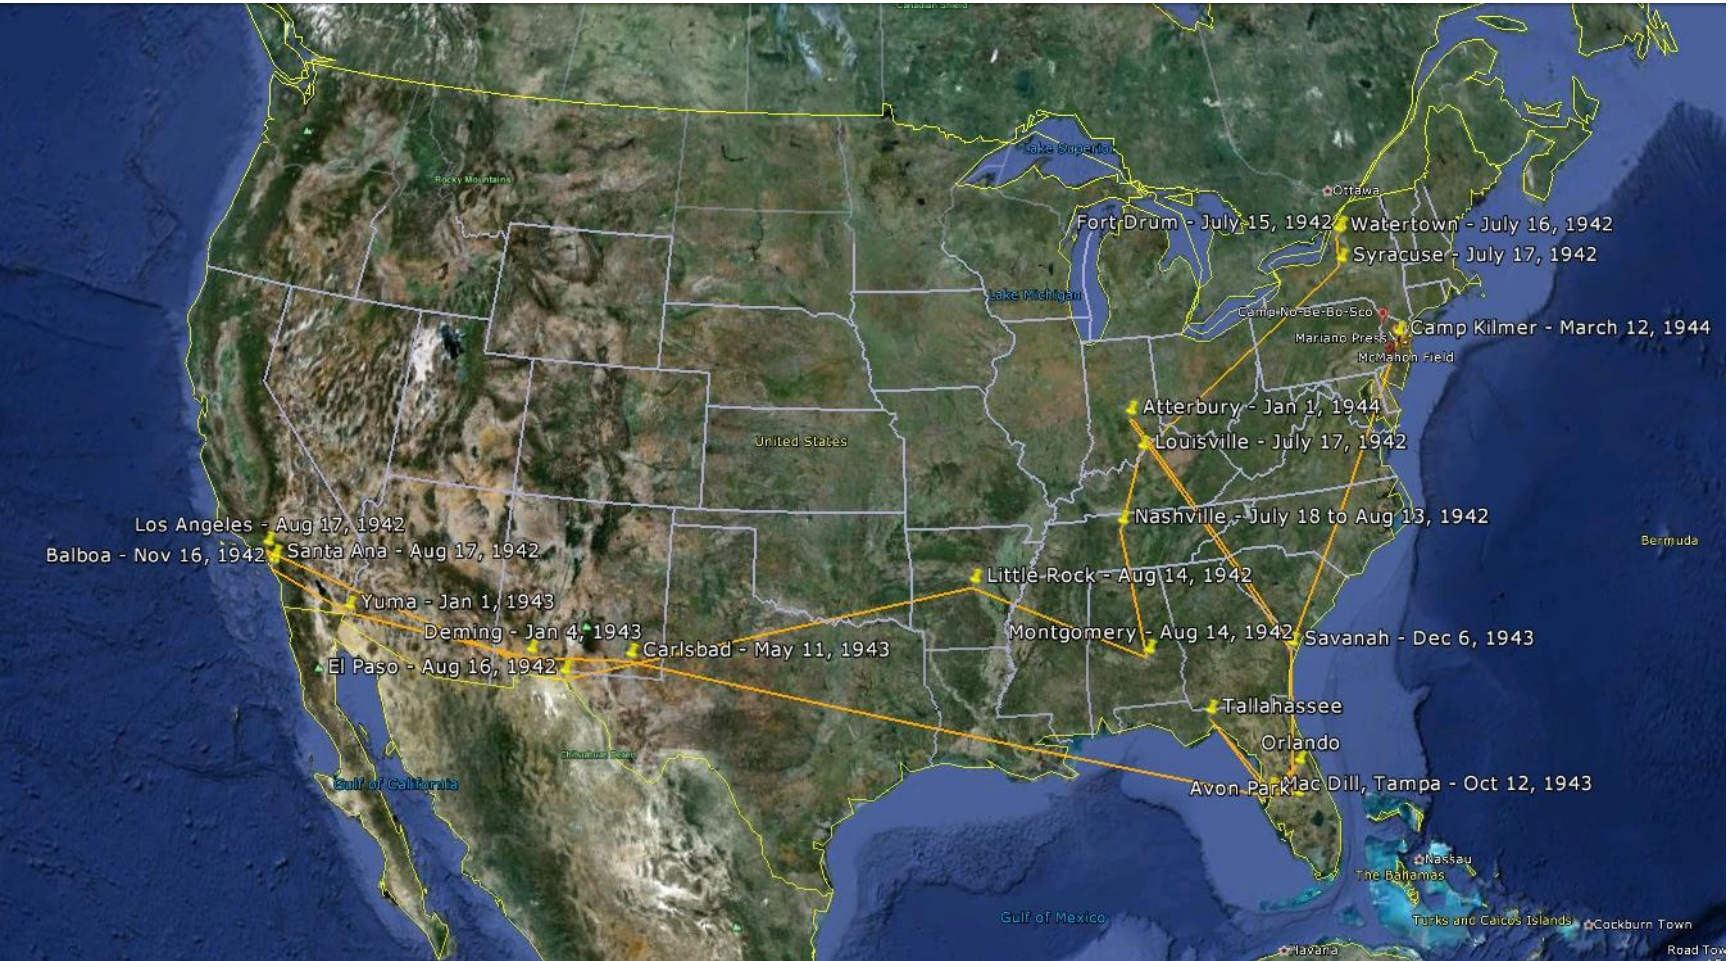 Canadian Shield
Rocky Mountains
Lake Superior
Ottawa
Fort Drum - July 15, 1942
Watertown - July 16, 1942
Syracuse - July 17, 1942
Lake Michigan
Camp No-Be-Bo-Sco
Camp Kilmer - March 12, 1944
Mariano Press
McMahon Field
Atterbury - Jan 1, 1944
United States
Louisville - July 17, 1942
Nashville - July 18 to Aug 13, 1942
Los Angeles - Aug 17, 1942
Balboa - Nov 16, 1942
Santa Ana - Aug 17, 1942
Bermuda
Little Rock - Aug 14, 1942
Yuma - Jan 1, 1943
Deming - Jan 4, 1943
Montgomery - Aug 14, 1942
Savanah - Dec 6, 1943
Carlsbad - May 11, 1943
El Paso - Aug 16, 1942
Tallahassee
Orlando
Chihuahuan Desert
Gulf of California
Mac Dill, Tampa - Oct 12, 1943
Avon Park
Nassau
The Bahamas
Gulf of Mexico
Turks and Caicos Islands
Cockburn Town
Havana
Road Tow